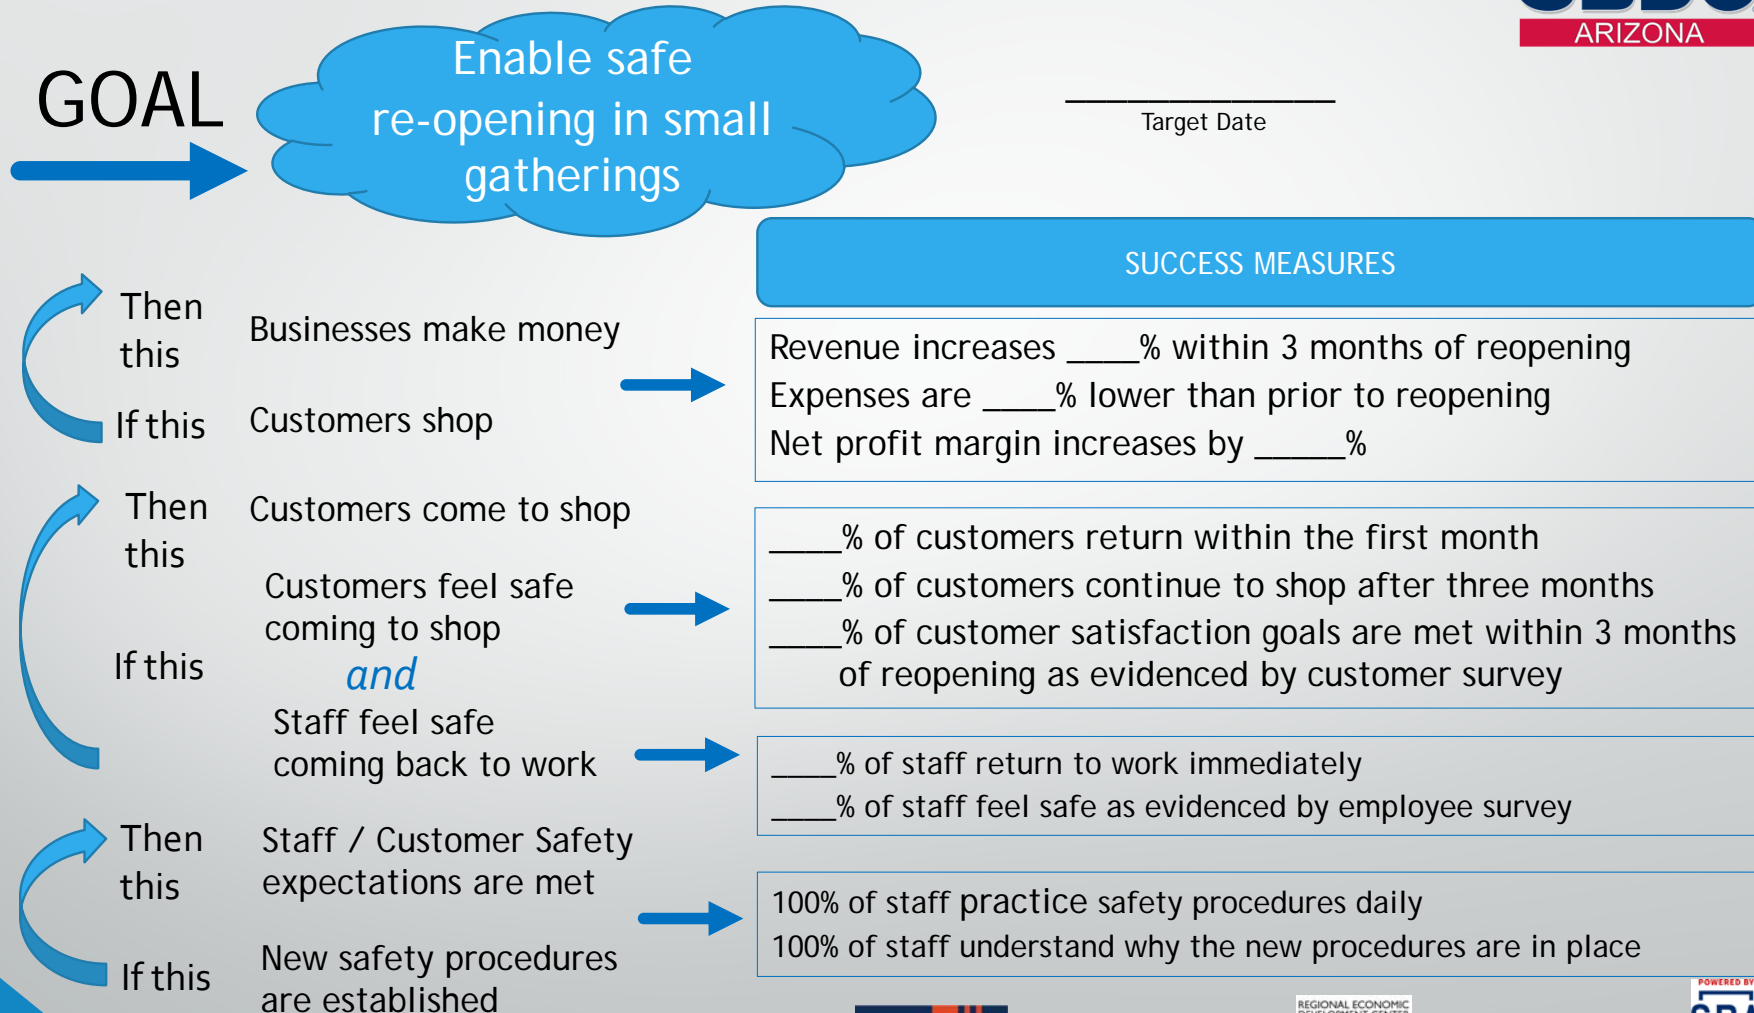 ARIZONA
GOAL
Enable safe
re-opening in small
gatherings
_____________
Target Date
SUCCESS MEASURES
Then
this
Businesses make money
If this
Customers shop
Revenue increases ____% within 3 months of reopening
Expenses are ____% lower than prior to reopening
Net profit margin increases by _____%
Then
this
Customers come to shop
Customers feel safe
coming to shop
If this
and
Staff feel safe
coming back to work
____% of customers return within the first month
____% of customers continue to shop after three months
____% of customer satisfaction goals are met within 3 months
of reopening as evidenced by customer survey
____% of staff return to work immediately
____% of staff feel safe as evidenced by employee survey
Then
this
Staff / Customer Safety
expectations are met
If this
New safety procedures
are established
100% of staff practice safety procedures daily
100% of staff understand why the new procedures are in place
REGIONAL ECONOMIC
POWERED BY